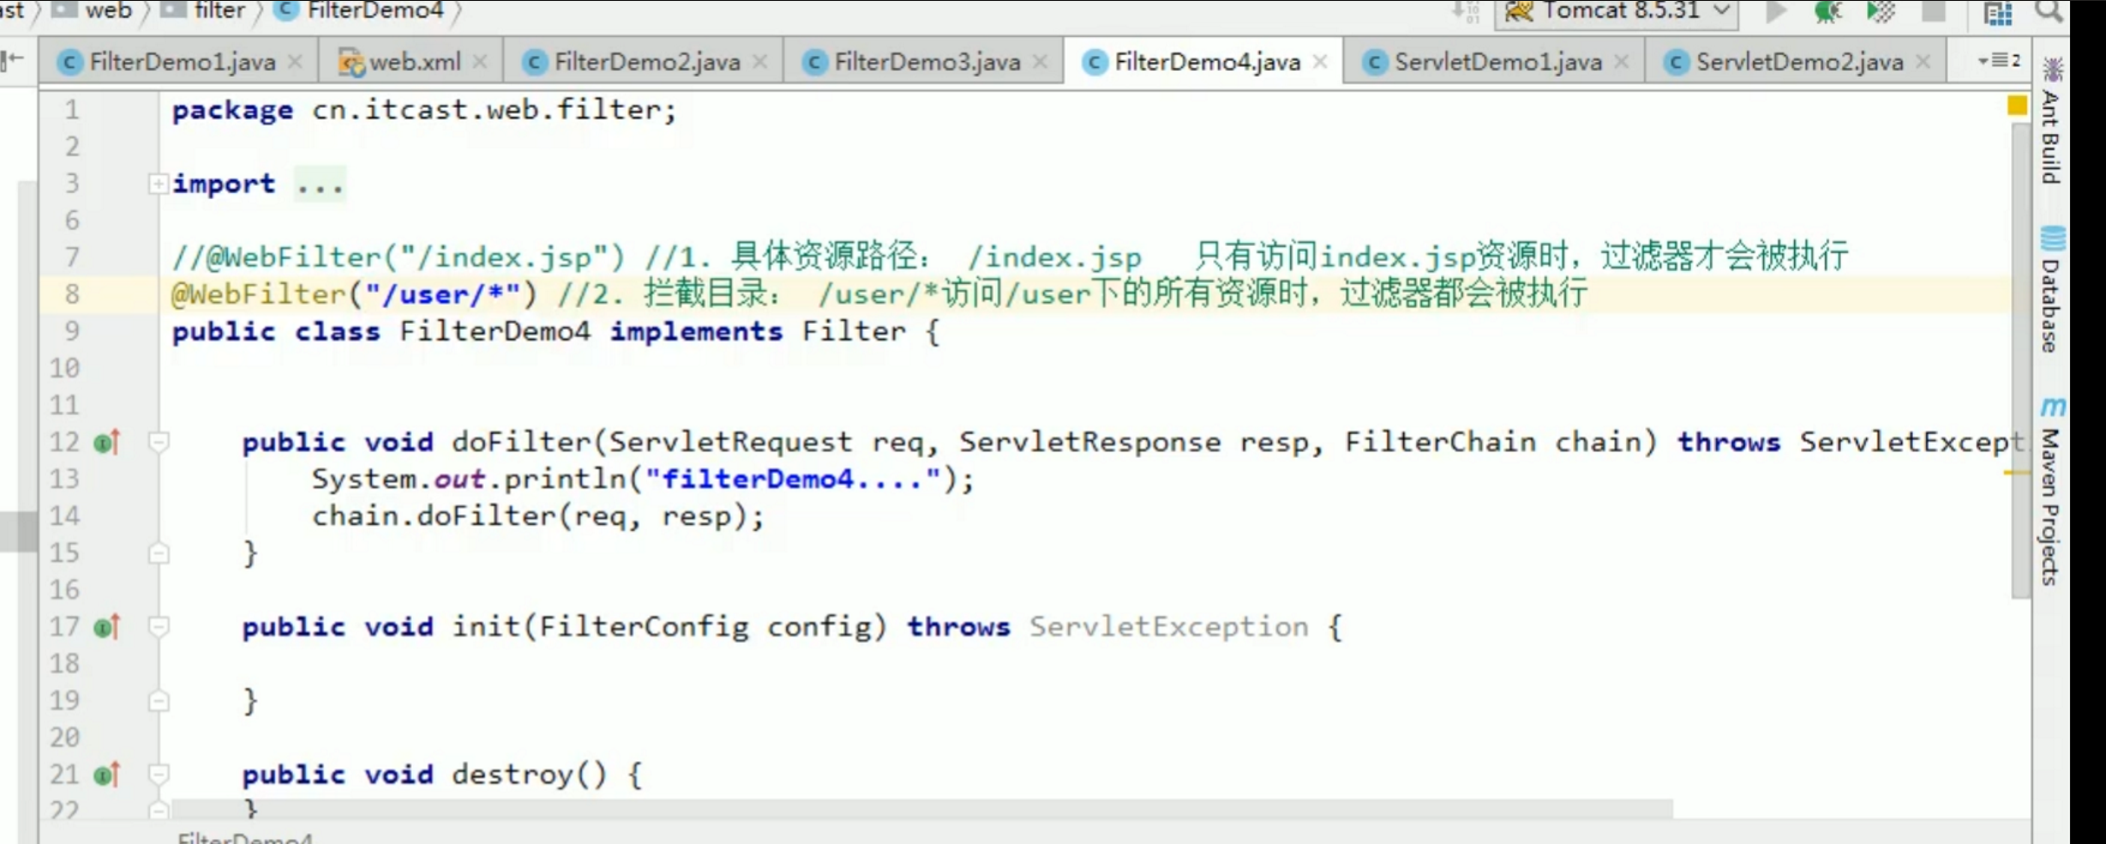 web filter FilterDemo4 Tomcat 8.5.31
FilterDemo1.java web.xml FilterDemo2.java FilterDemo3.java FilterDemo4.java ServletDemo1.java ServletDemo2.java 2
1 package cn.itcast.web.filter;
2
3 import ...
6
7 //@WebFilter("/index.jsp") //1. 具体资源路径： /index.jsp 只有访问index.jsp资源时，过滤器才会被执行
8 @WebFilter("/user/*") //2. 拦截目录： /user/*访问/user下的所有资源时，过滤器都会被执行
9 public class FilterDemo4 implements Filter {
10
11
12 public void doFilter(ServletRequest req, ServletResponse resp, FilterChain chain) throws ServletExcept
13 System.out.println("filterDemo4....");
14 chain.doFilter(req, resp);
15 }
16
17 public void init(FilterConfig config) throws ServletException {
18
19 }
20
21 public void destroy() {
22 }
FilterDemo4
Ant Build
Database
Maven Projects